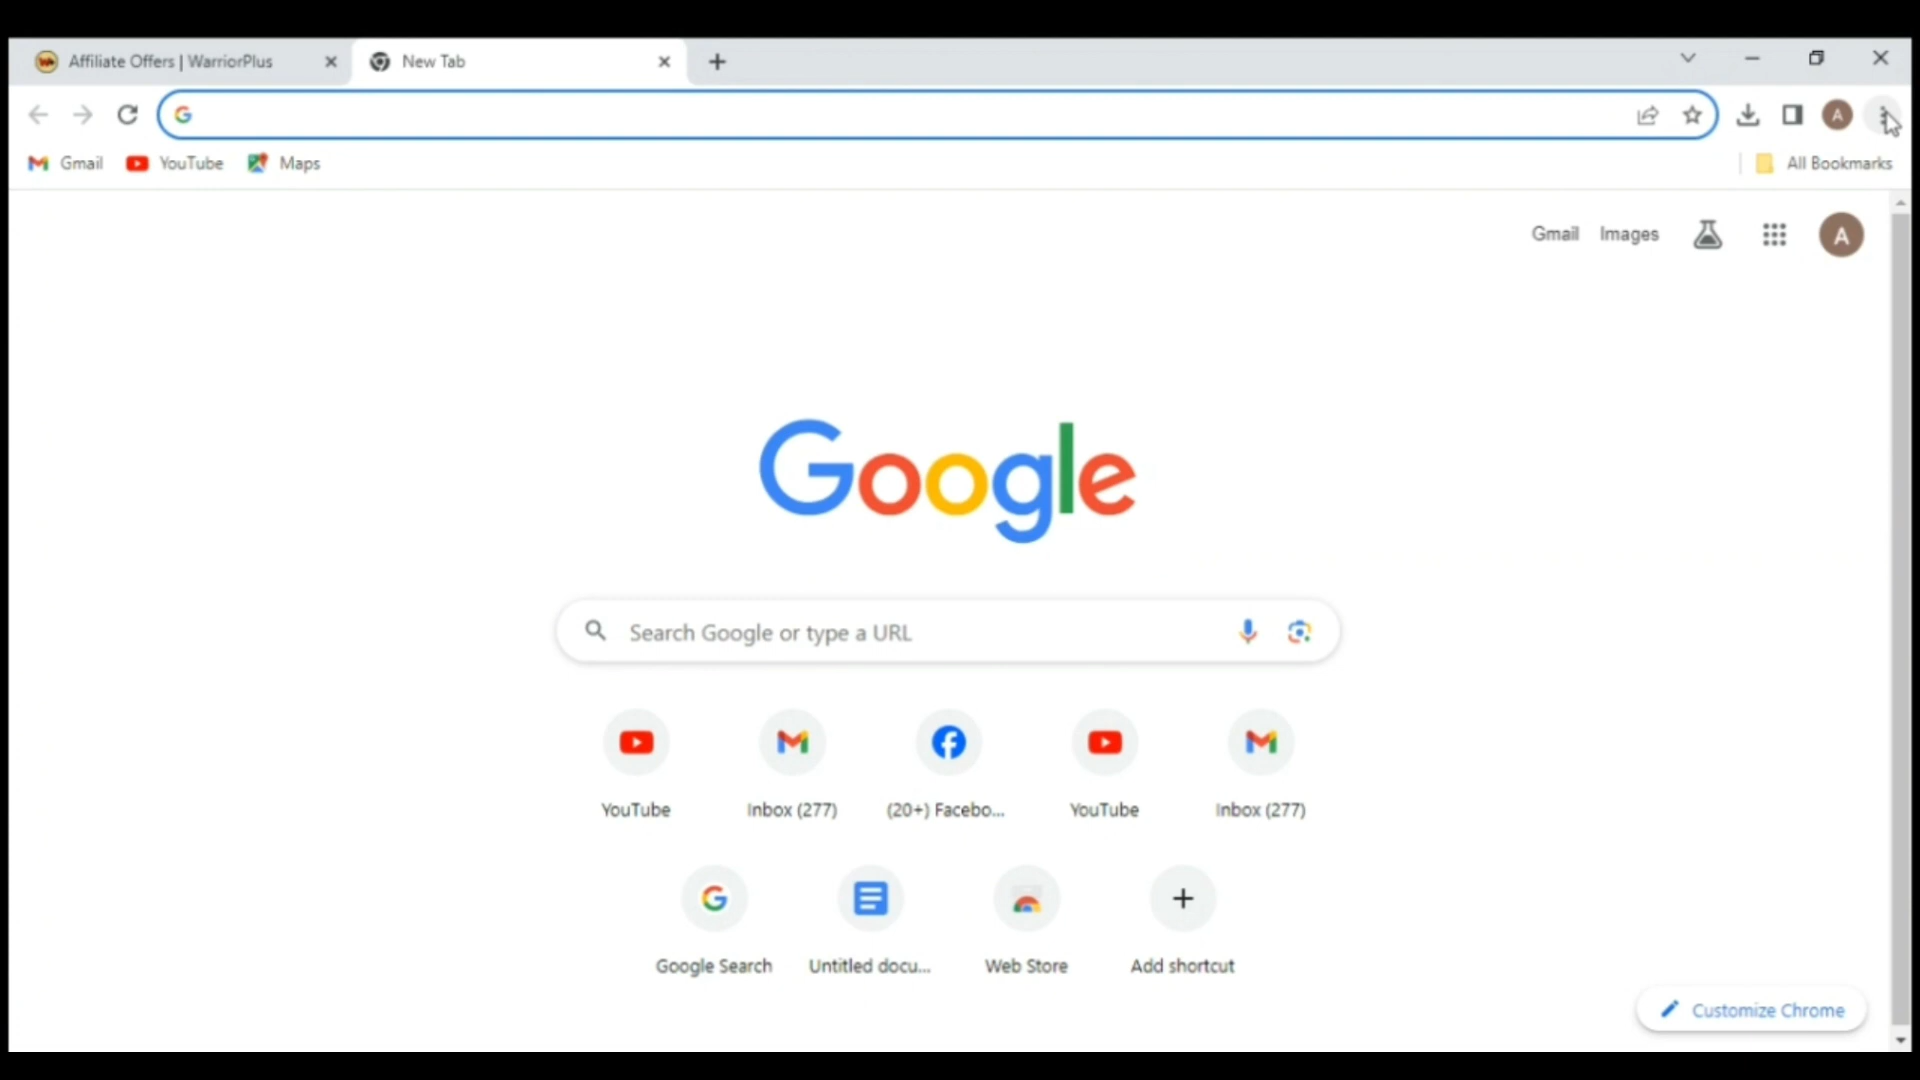 Affiliate Offers | WarriorPlus
New Tab
A
Gmail
YouTube
Maps
All Bookmarks
Gmail
Images
A
Google
Search Google or type a URL
YouTube
Inbox (277)
(20+) Facebo...
YouTube
Inbox (277)
Google Search
Untitled docu...
Web Store
Add shortcut
Customize Chrome